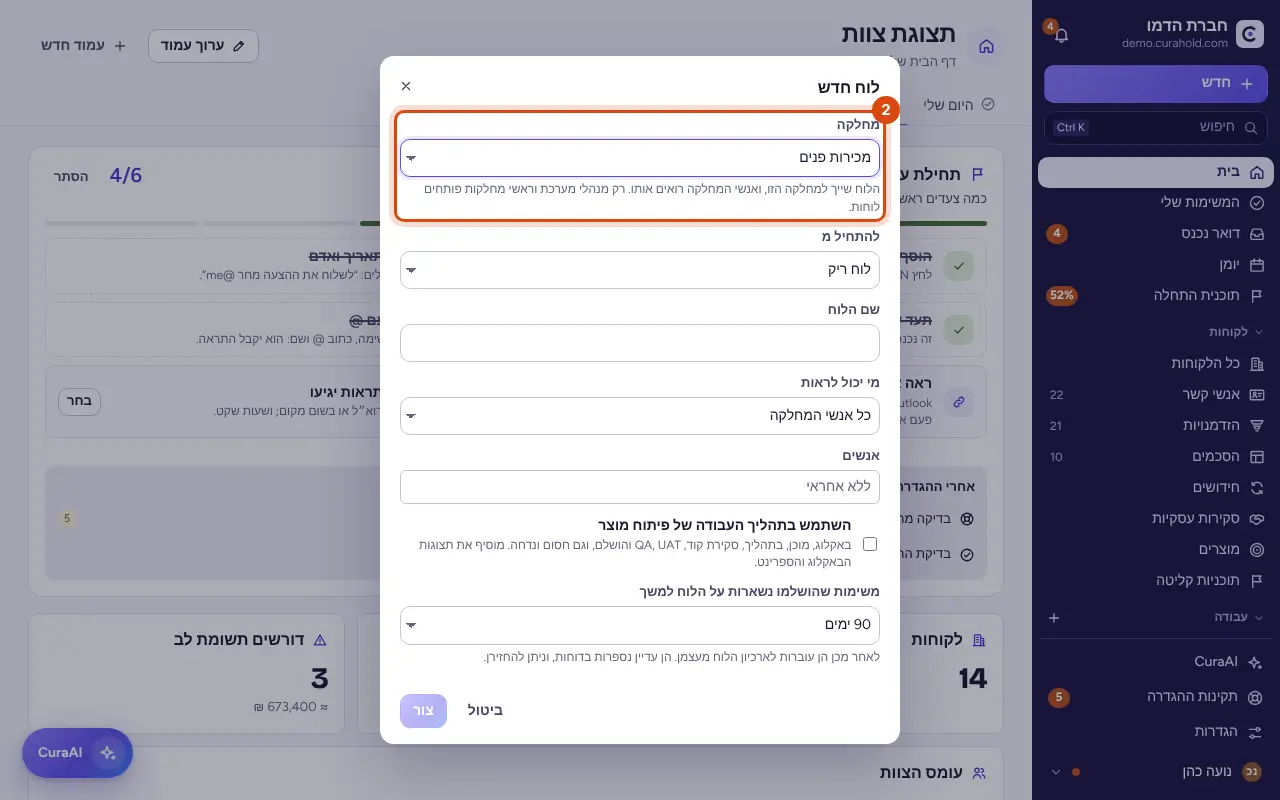 חברת הדמו
demo.curahold.com
4
חדש
חיפוש
Ctrl K
בית
המשימות שלי
דואר נכנס
4
יומן
תוכנית התחלה
52%
לקוחות
כל הלקוחות
אנשי קשר
22
הזדמנויות
21
הסכמים
10
חידושים
סקירות עסקיות
מוצרים
תוכניות קליטה
עבודה
CuraAI
תקינות ההגדרה
5
הגדרות
נועה כהן
נכ
תצוגת צוות
ערוך עמוד
עמוד חדש
היום שלי
4/6
הסתר
בחר
אחרי ההגדרה
5
לקוחות
14
דורשים תשומת לב
3
≈ 673,400 ₪
עומס הצוות
CuraAI
לוח חדש
2
מחלקה
מכירות פנים
הלוח שייך למחלקה הזו, ואנשי המחלקה רואים אותו. רק מנהלי מערכת וראשי מחלקות פותחים
לוחות.
להתחיל מ
לוח ריק
שם הלוח
מי יכול לראות
כל אנשי המחלקה
אנשים
ללא אחראי
השתמש בתהליך העבודה של פיתוח מוצר
באקלוג, מוכן, בתהליך, סקירת קוד, QA, UAT והושלם, וגם חסום ונדחה. מוסיף את תצוגות
הבאקלוג והספרינט.
משימות שהושלמו נשארות על הלוח למשך
90 ימים
לאחר מכן הן עוברות לארכיון הלוח מעצמן. הן עדיין נספרות בדוחות, וניתן להחזירן.
ביטול
צור